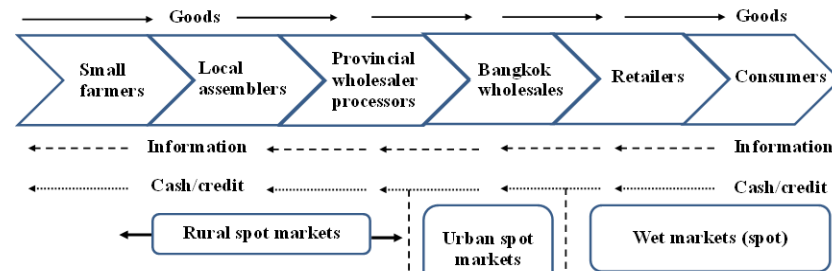 Goods Goods
Small farmers
Local assemblers
Provincial wholesaler processors
Bangkok wholesales
Retailers
Consumers
Information Information
Cash/credit Cash/credit
Rural spot markets
Urban spot markets
Wet markets (spot)